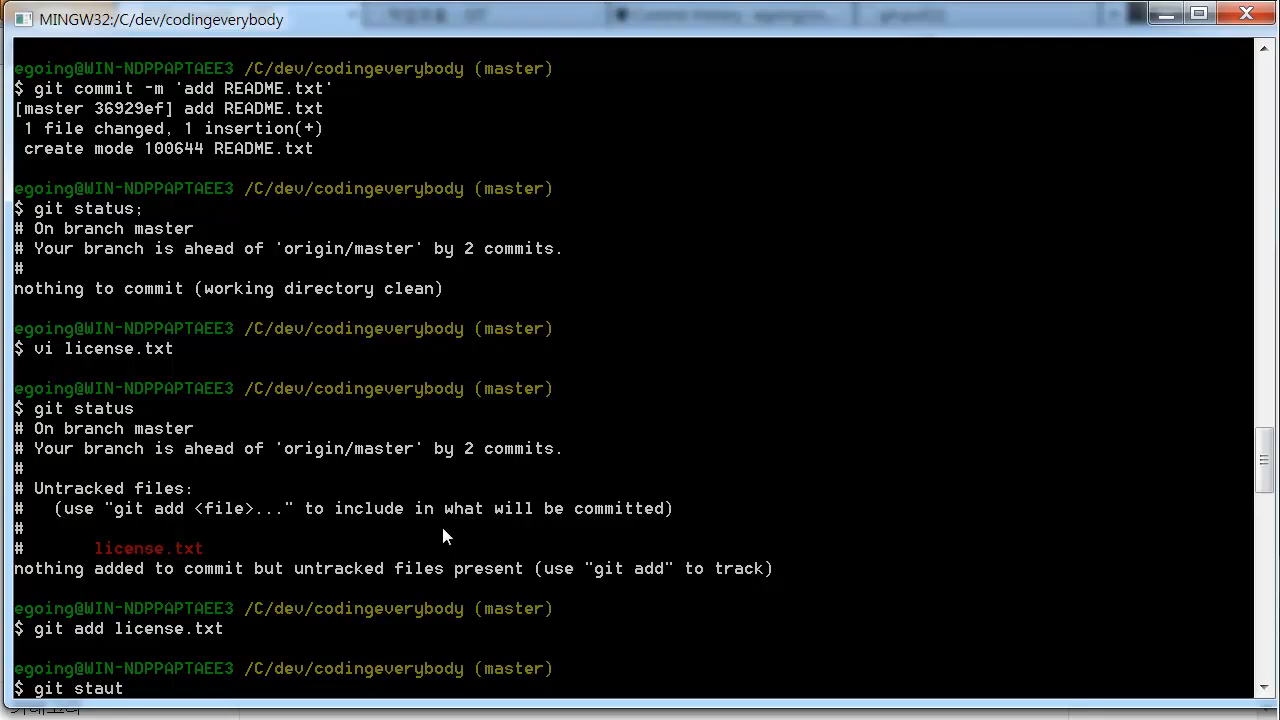 MINGW32:/C/dev/codingeverybody
egoing@WIN-NDPPAPTAEE3 /C/dev/codingeverybody (master)
$ git commit -m 'add README.txt'
[master 36929ef] add README.txt
 1 file changed, 1 insertion(+)
 create mode 100644 README.txt
egoing@WIN-NDPPAPTAEE3 /C/dev/codingeverybody (master)
$ git status;
# On branch master
# Your branch is ahead of 'origin/master' by 2 commits.
#
nothing to commit (working directory clean)
egoing@WIN-NDPPAPTAEE3 /C/dev/codingeverybody (master)
$ vi license.txt
egoing@WIN-NDPPAPTAEE3 /C/dev/codingeverybody (master)
$ git status
# On branch master
# Your branch is ahead of 'origin/master' by 2 commits.
#
# Untracked files:
#   (use "git add <file>..." to include in what will be committed)
#
#       license.txt
nothing added to commit but untracked files present (use "git add" to track)
egoing@WIN-NDPPAPTAEE3 /C/dev/codingeverybody (master)
$ git add license.txt
egoing@WIN-NDPPAPTAEE3 /C/dev/codingeverybody (master)
$ git staut